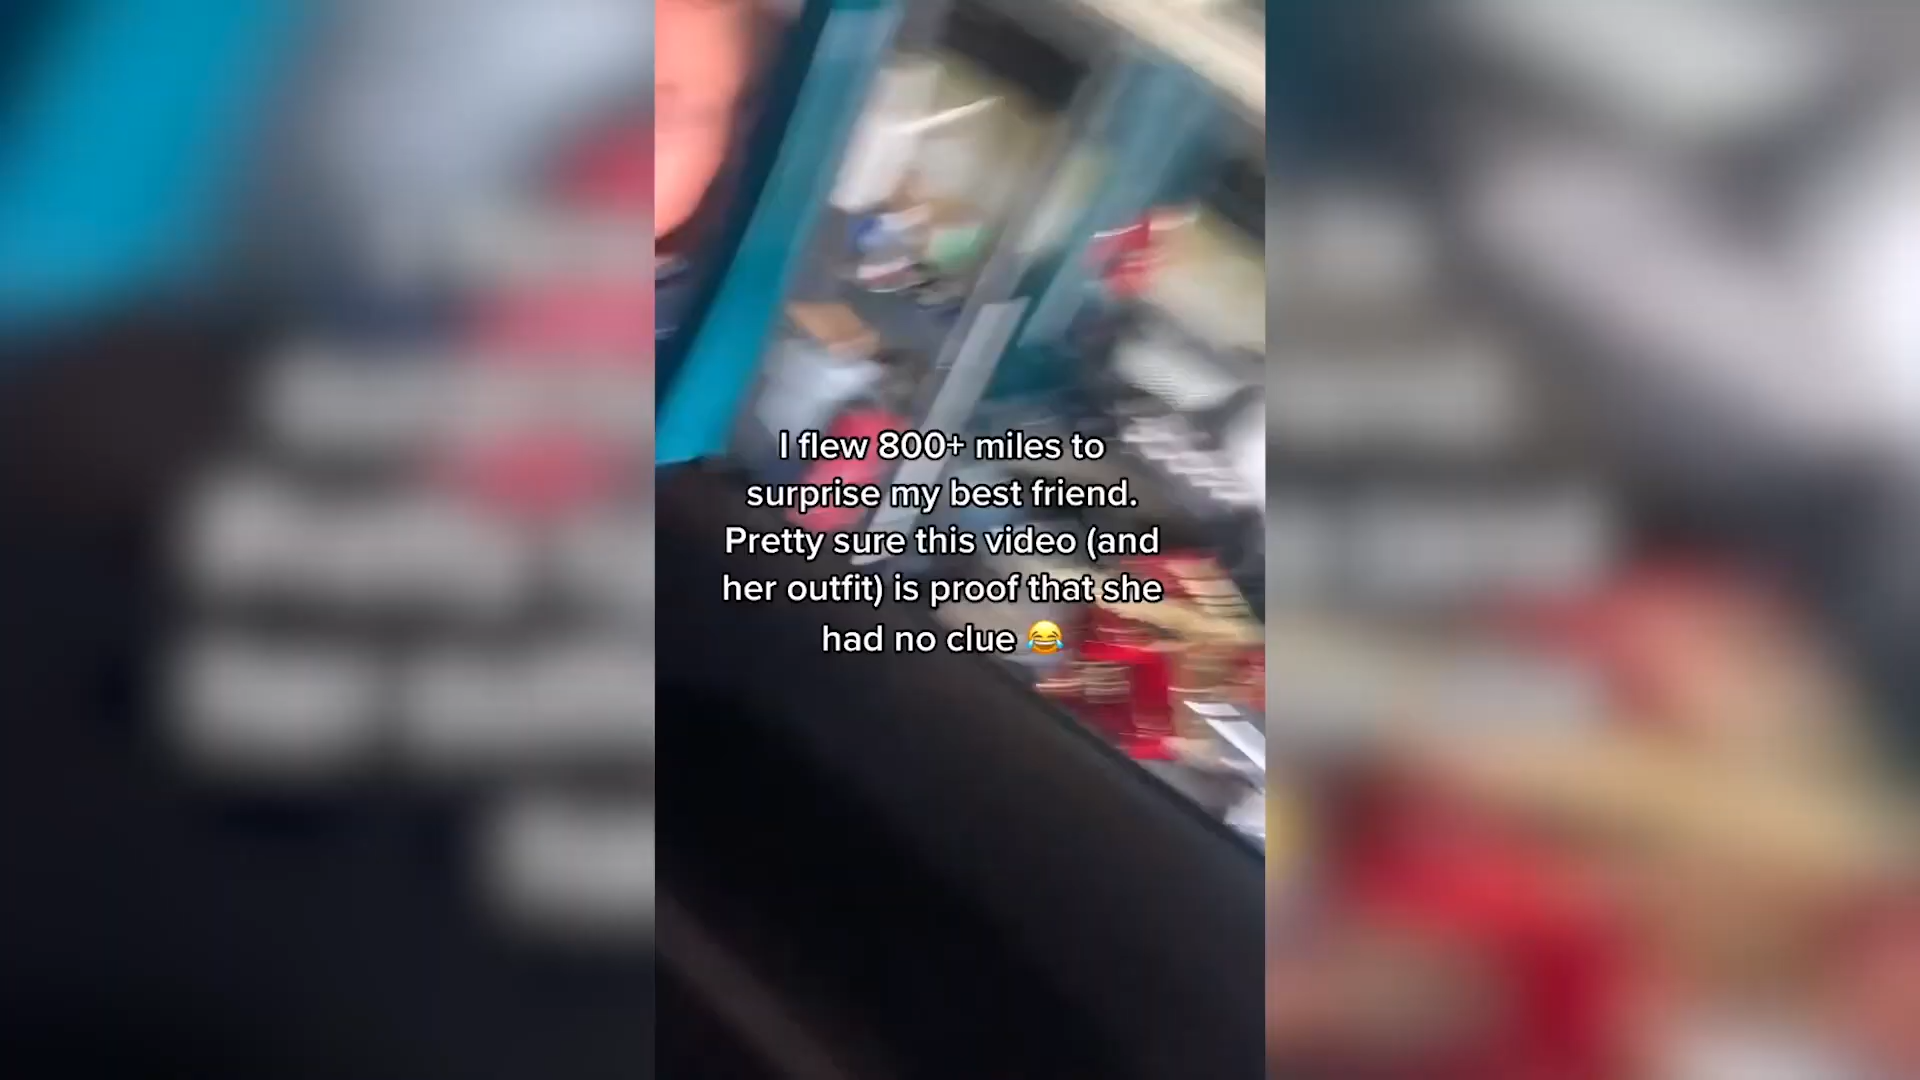 I flew 800+ miles to
surprise my best friend.
Pretty sure this video (and
her outfit) is proof that she
had no clue 😂